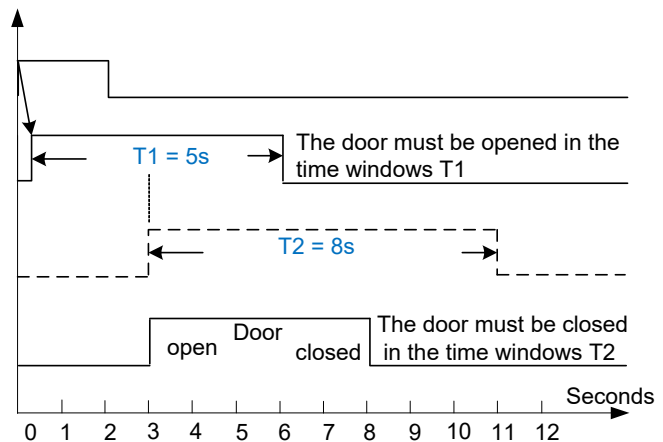 The door must be opened in the
time windows T1
T1 = 5s
T2 = 8s
The door must be closed
in the time windows T2
Door
open
closed
Seconds
0 1 2 3 4 5 6 7 8 9 10 11 12